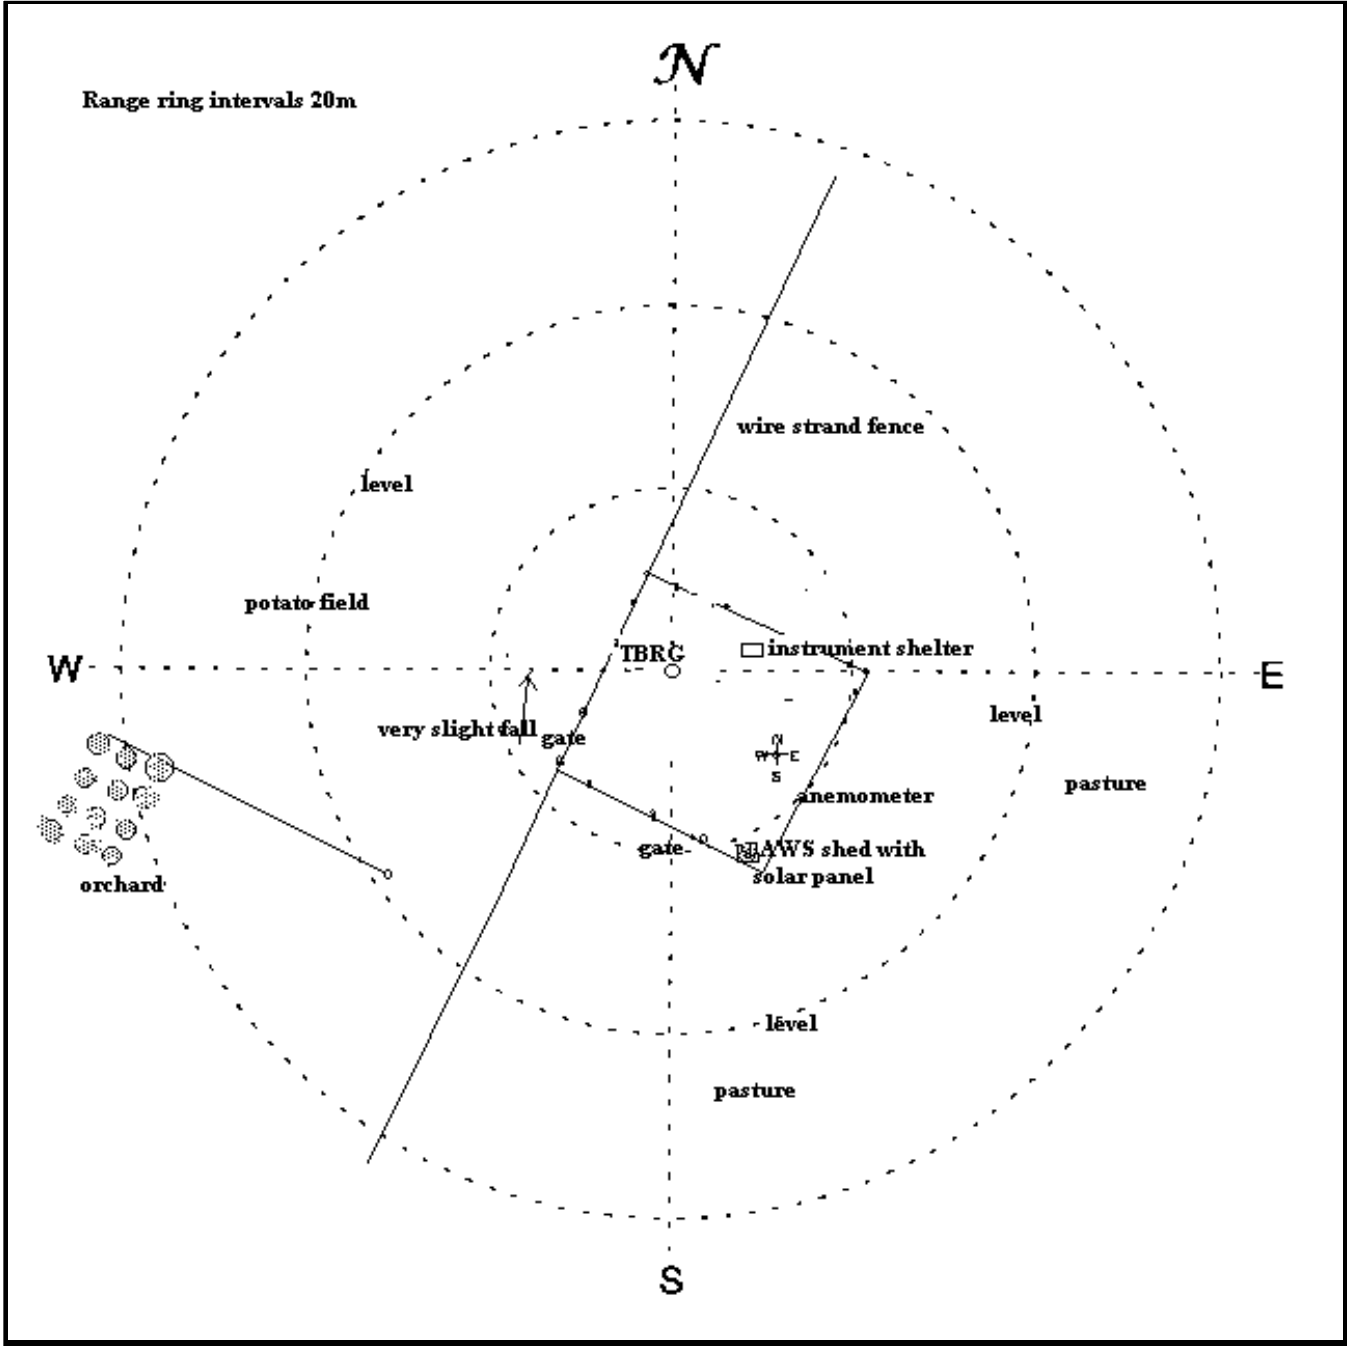 N
Range ring intervals 20m
wire strand fence
level
potato field
TBRG
instrument shelter
W
E
level
very slight fall
gate
N
W E
S
pasture
anemometer
gate
AWS shed with
solar panel
orchard
level
pasture
S